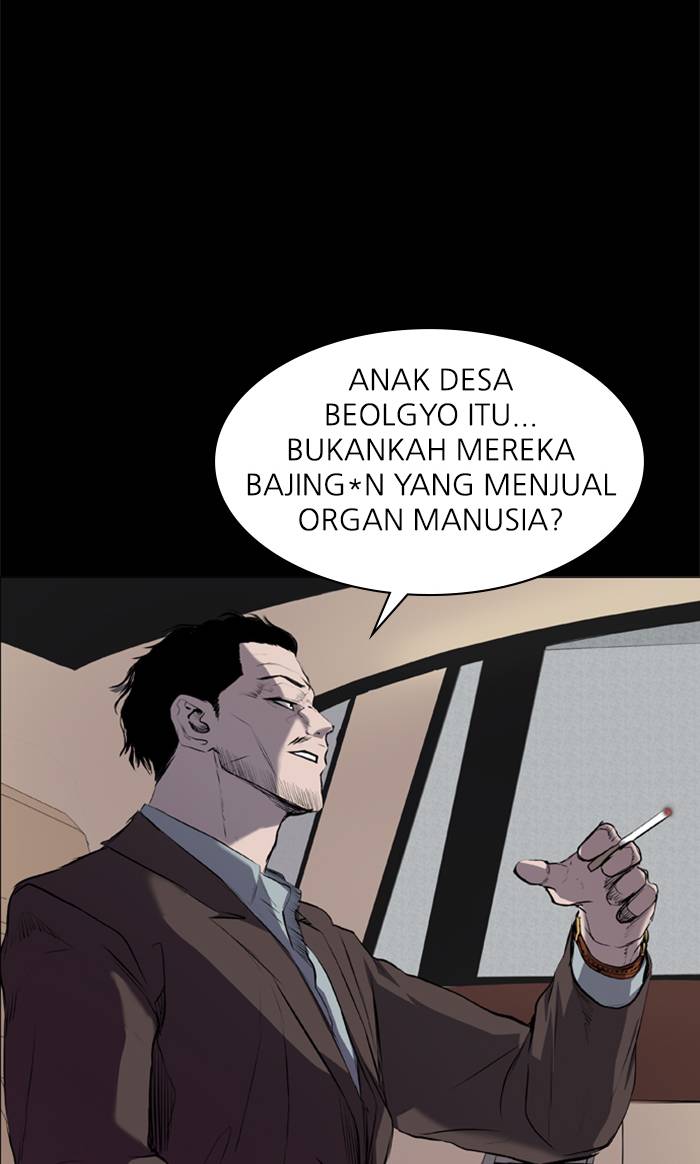 ANAK DESA
BEOLGYO ITU...
BUKANKAH MEREKA
BAJING*N YANG MENJUAL
ORGAN MANUSIA?